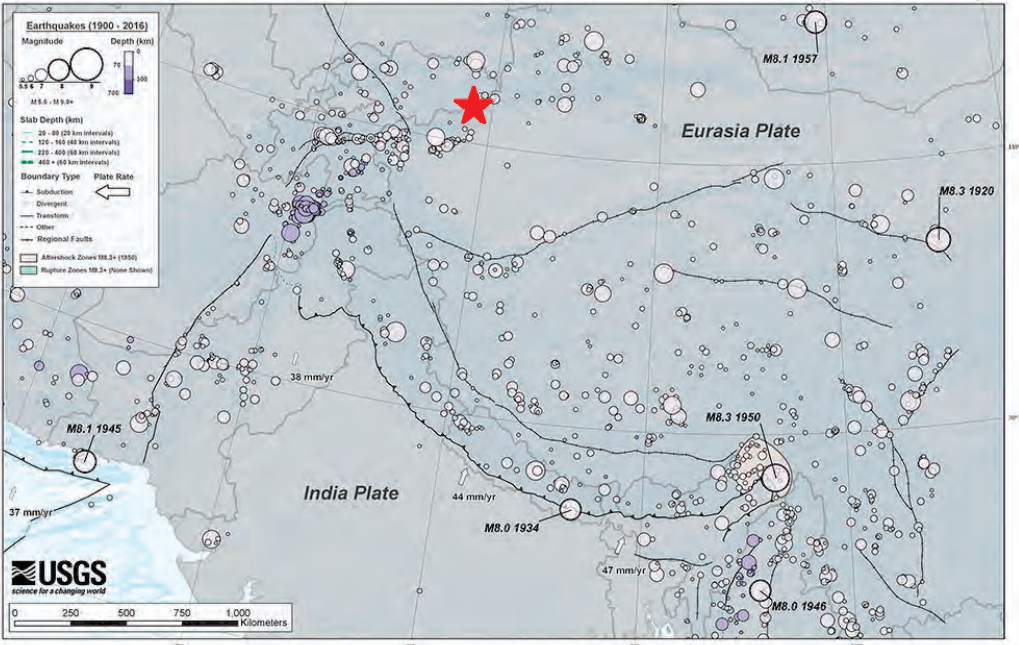 Earthquakes (1900 - 2016)
Magnitude
Depth (km)
0
70
300
700
5.5 6 7 8 9
M 5.5 - M 9.0+
Slab Depth (km)
20 - 80 (20 km intervals)
120 - 160 (40 km intervals)
220 - 400 (60 km intervals)
460 + (60 km intervals)
Boundary Type
Plate Rate
Subduction
Divergent
Transform
Other
Regional Faults
Aftershock Zones M8.3+ (1950)
Rupture Zones M8.3+ (None Shown)
M8.1 1957
Eurasia Plate
M8.3 1920
38 mm/yr
M8.3 1950
M8.1 1945
India Plate
44 mm/yr
37 mm/yr
M8.0 1934
47 mm/yr
M8.0 1946
USGS
science for a changing world
0 250 500 750 1,000
Kilometers
30°